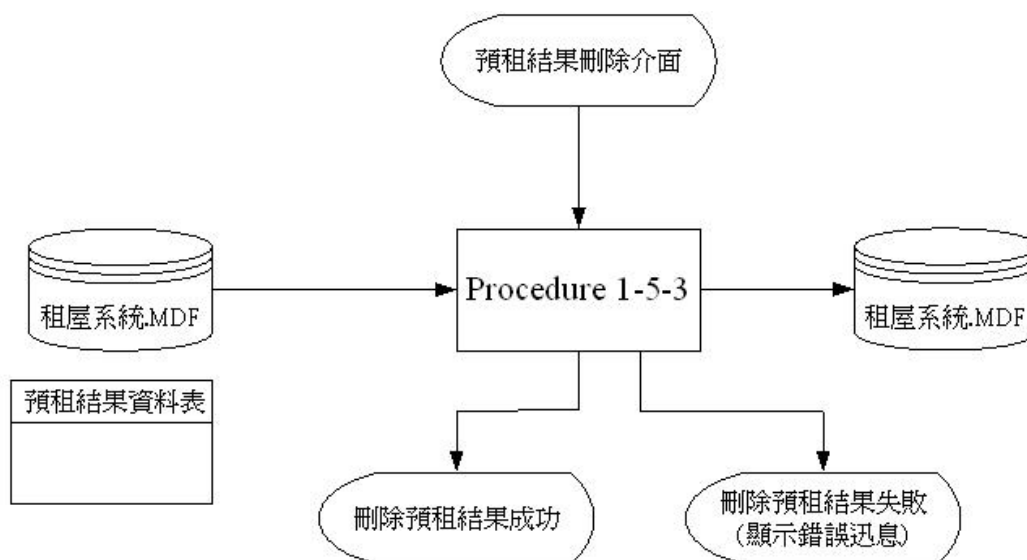 預租結果刪除介面
租屋系統.MDF
Procedure 1-5-3
租屋系統.MDF
預租結果資料表
刪除預租結果成功
刪除預租結果失敗
(顯示錯誤迅息)